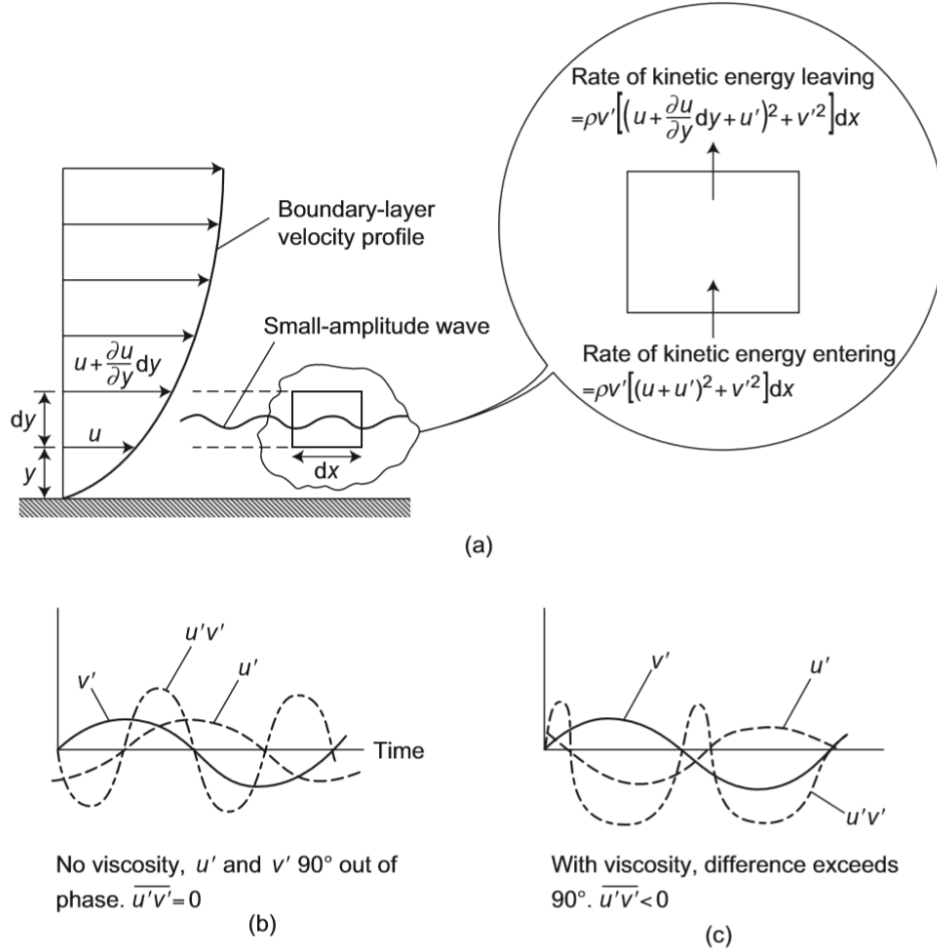 Rate of kinetic energy leaving
=ρv′[(u+∂u/∂y dy+u′)²+v′²]dx
Boundary-layer
velocity profile
Small-amplitude wave
u+∂u/∂y dy
dy
u
y
dx
Rate of kinetic energy entering
=ρv′[(u+u′)²+v′²]dx
(a)
u′v′
v′
u′
Time
No viscosity, u′ and v′ 90° out of
phase. \overline{u′v′}=0
(b)
v′
u′
u′v′
With viscosity, difference exceeds
90°. \overline{u′v′}<0
(c)